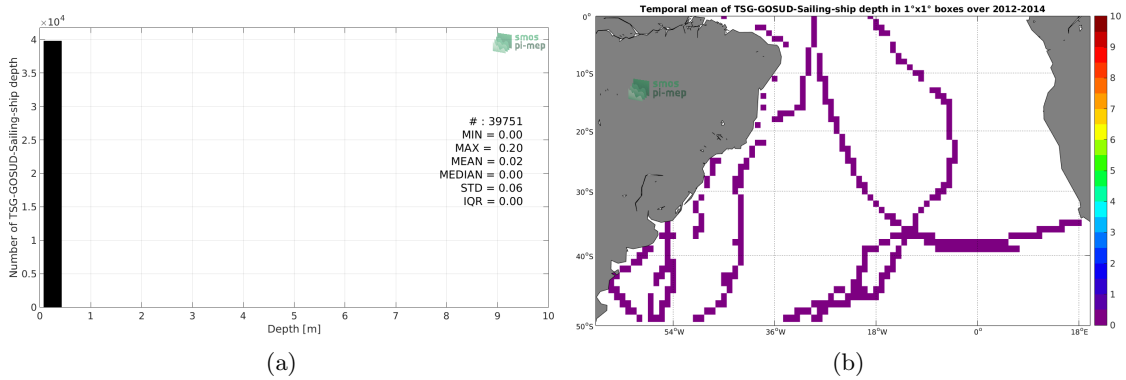 ×10⁴
4
3.5
3
2.5
2
1.5
1
0.5
0
Number of TSG-GOSUD-Sailing-ship depth
smos
pi-mep
# : 39751
MIN = 0.00
MAX = 0.20
MEAN = 0.02
MEDIAN = 0.00
STD = 0.06
IQR = 0.00
0 1 2 3 4 5 6 7 8 9 10
Depth [m]
(a)
Temporal mean of TSG-GOSUD-Sailing-ship depth in 1°x1° boxes over 2012-2014
0°
10°S
20°S
30°S
40°S
50°S
smos
pi-mep
54°W 36°W 18°W 0° 18°E
10
9
8
7
6
5
4
3
2
1
0
(b)